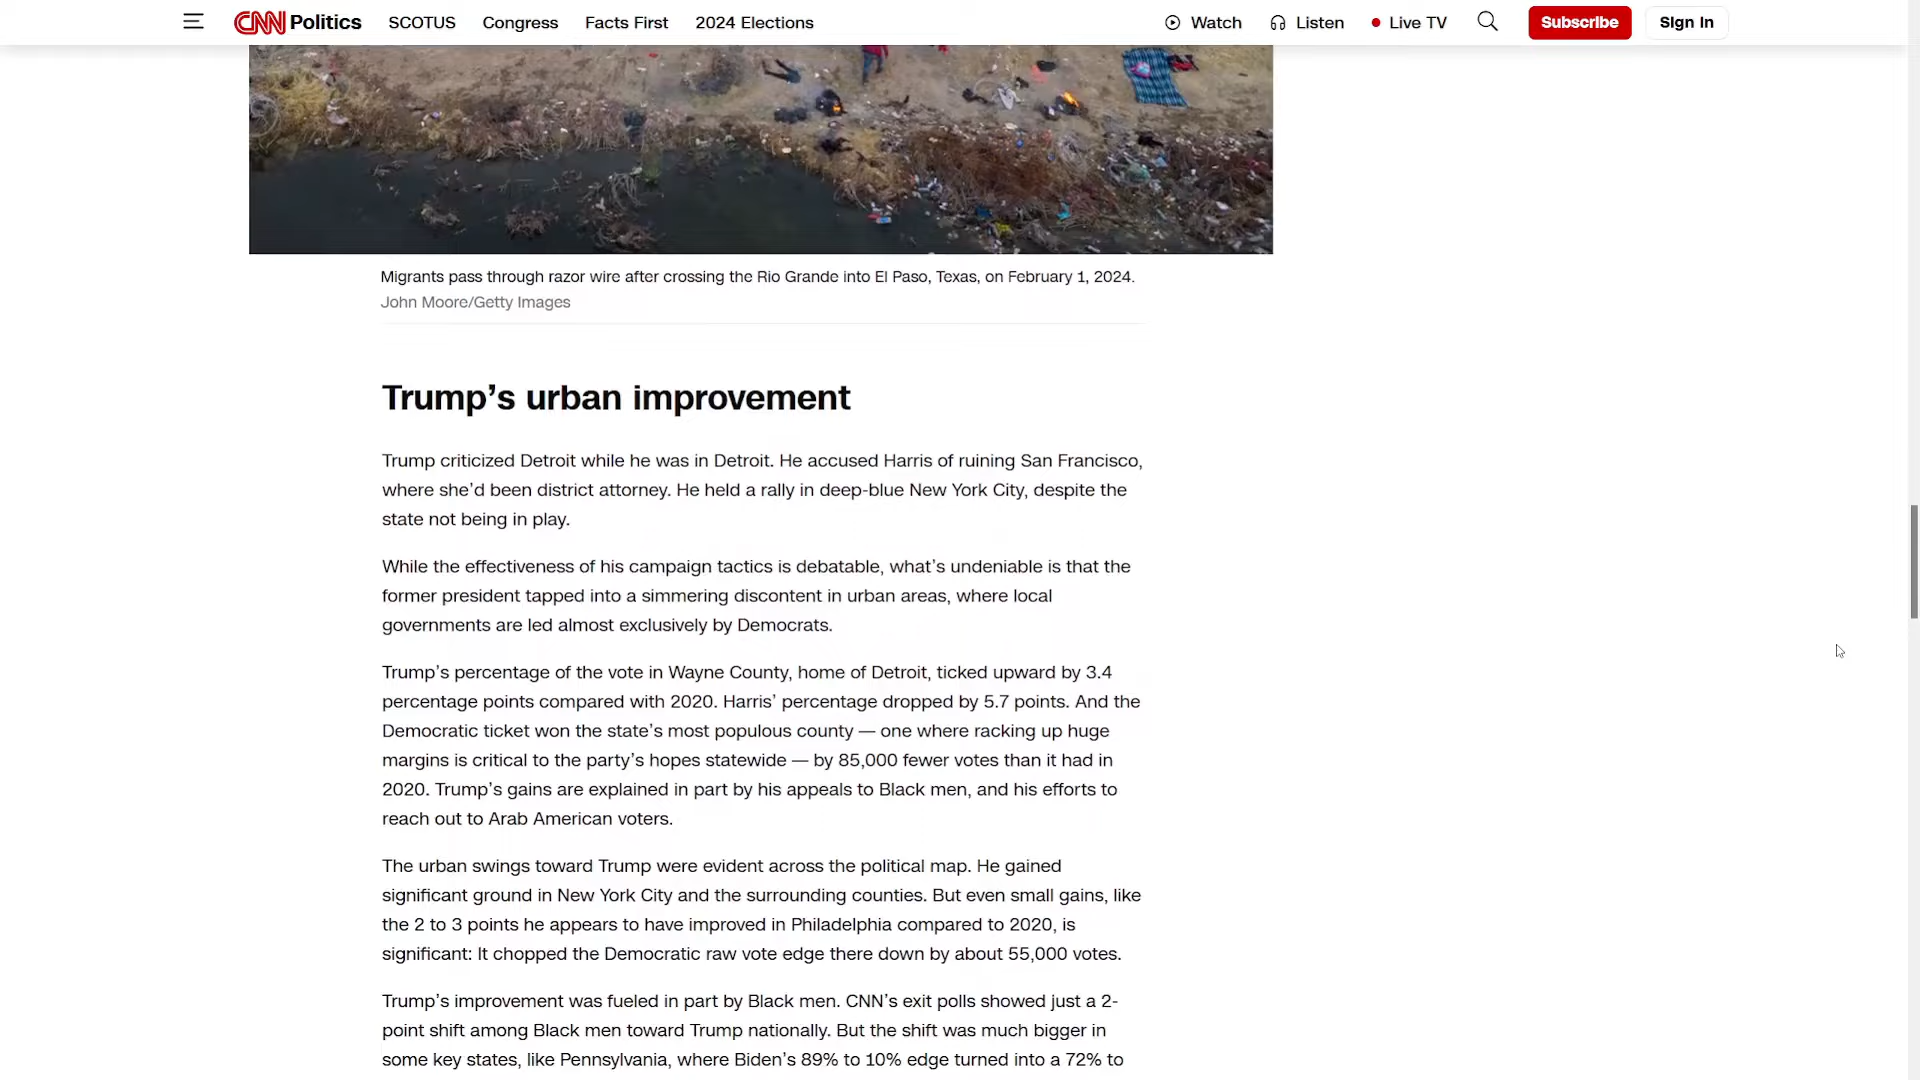 CNN Politics SCOTUS Congress Facts First 2024 Elections Watch Listen Live TV Subscribe Sign In
Migrants pass through razor wire after crossing the Rio Grande into El Paso, Texas, on February 1, 2024.
John Moore/Getty Images
Trump’s urban improvement
Trump criticized Detroit while he was in Detroit. He accused Harris of ruining San Francisco,
where she’d been district attorney. He held a rally in deep-blue New York City, despite the
state not being in play.
While the effectiveness of his campaign tactics is debatable, what’s undeniable is that the
former president tapped into a simmering discontent in urban areas, where local
governments are led almost exclusively by Democrats.
Trump’s percentage of the vote in Wayne County, home of Detroit, ticked upward by 3.4
percentage points compared with 2020. Harris’ percentage dropped by 5.7 points. And the
Democratic ticket won the state’s most populous county — one where racking up huge
margins is critical to the party’s hopes statewide — by 85,000 fewer votes than it had in
2020. Trump’s gains are explained in part by his appeals to Black men, and his efforts to
reach out to Arab American voters.
The urban swings toward Trump were evident across the political map. He gained
significant ground in New York City and the surrounding counties. But even small gains, like
the 2 to 3 points he appears to have improved in Philadelphia compared to 2020, is
significant: It chopped the Democratic raw vote edge there down by about 55,000 votes.
Trump’s improvement was fueled in part by Black men. CNN’s exit polls showed just a 2-
point shift among Black men toward Trump nationally. But the shift was much bigger in
some key states, like Pennsylvania, where Biden’s 89% to 10% edge turned into a 72% to